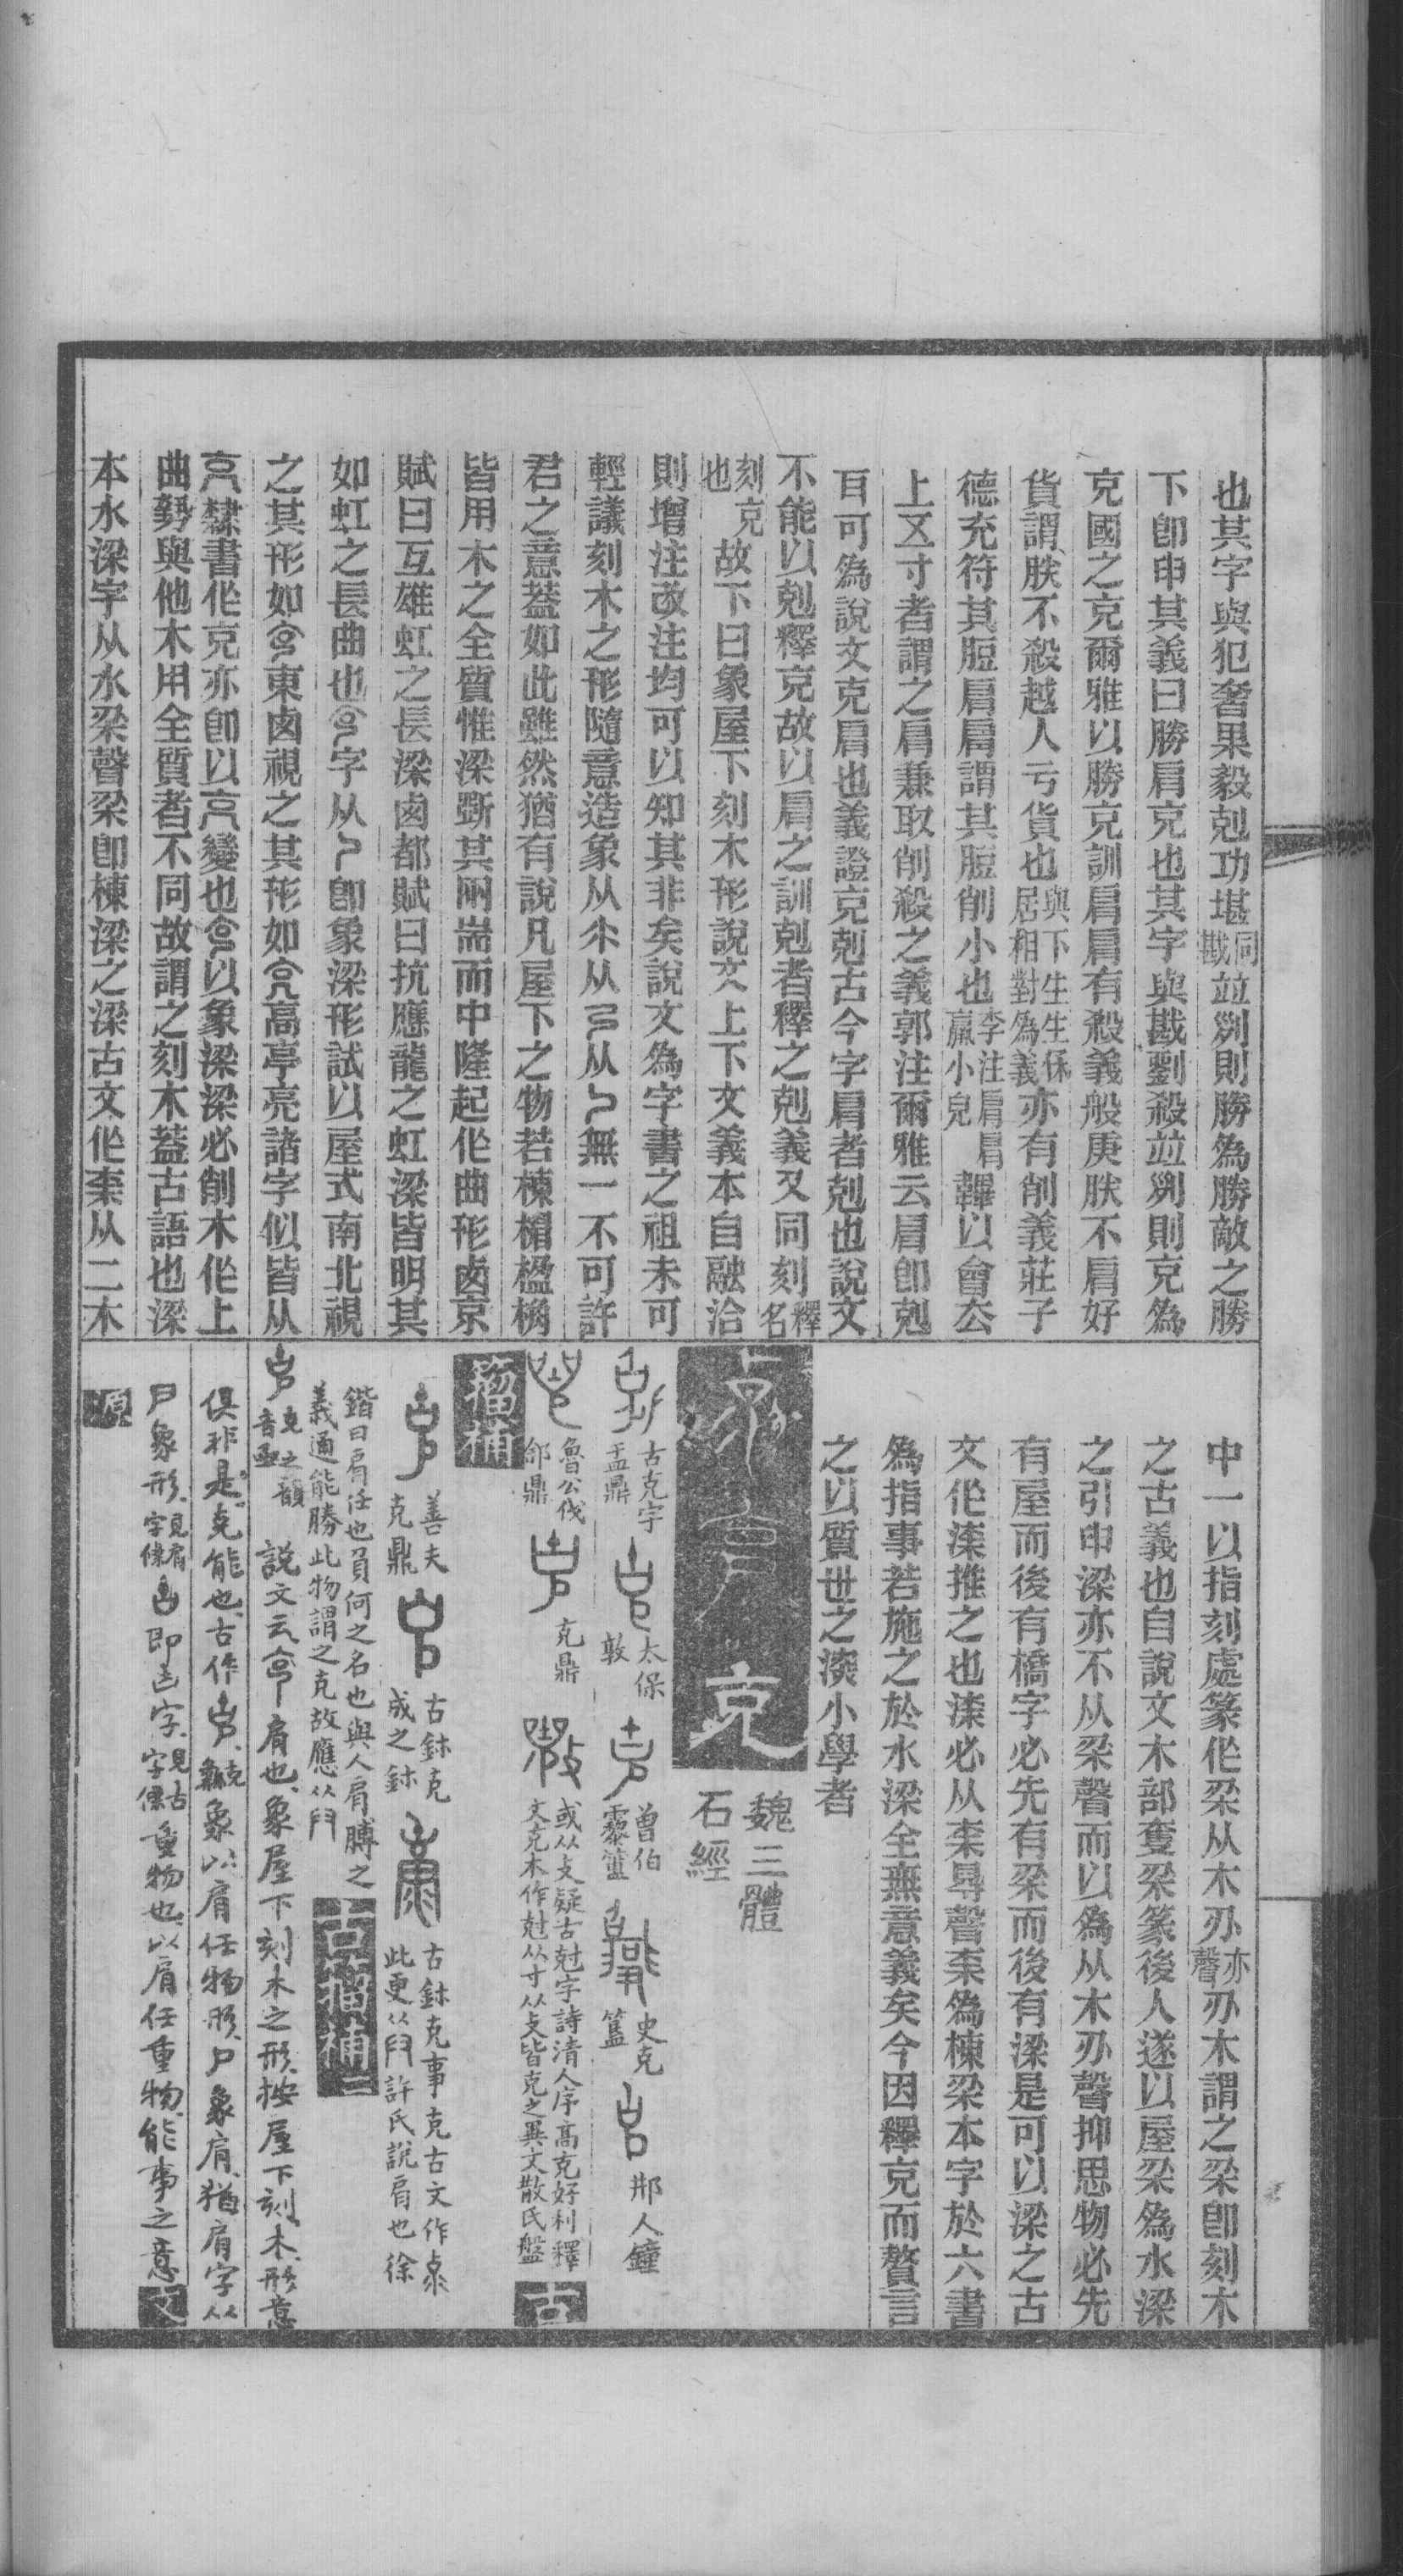 也其字與犯奢果毅剋功堪戡同竝列則勝為勝敵之勝
下卽申其義曰勝肩克也其字與戡劉殺竝列則克為
克國之克爾雅以勝克訓肩肩有殺義般庚朕不肩好
貨謂朕不殺越人亏貨也與下生生保居相對為義亦有削義莊子
德充符其脰肩肩謂其脰削小也李注肩肩羸小皃鞸以會厺
上五寸者謂之肩兼取削殺之義郭注爾雅云肩卽剋
耳可為說文克肩也義證克剋古今字肩者剋也說文
不能以剋釋克故以肩之訓剋者釋之剋義又同刻釋名
刻克也故下曰象屋下刻木形說文上下文義本自融洽
則增注改注均可以知其非矣說文為字書之祖未可
輕議刻木之形隨意造象从从无一不可許
君之意蓋如此雖然猶有說凡屋下之物若棟楣楹桷
皆用木之全質惟梁斲其兩耑而中隆起作曲形鹵京
賦曰亙雄虹之長梁鹵都賦曰抗應龍之虹梁皆明其
如虹之長曲也字从卽象梁形試以屋式南北視
之其形如東鹵視之其形如高亭亮諸字似皆从
隸書作克亦卽以變也以象梁梁必削木作上
曲勢與他木用全質者不同故謂之刻木蓋古語也梁
本水梁字从水梁聲梁卽棟梁之梁古文作㮆从二木
中一以指刻處篆作梁从木刅亦聲刅木謂之梁卽刻木
之古義也自說文木部奪梁篆後人遂以屋梁為水梁
之引申梁亦不从梁聲而以為从木刅聲抑思物必先
有屋而後有橋字必先有梁而後有梁是可以梁之古
文作㴝推之也㴝必从㮆㝵聲㮆為棟梁本字於六書
為指事若施之於水梁全無意義矣今因釋克而贅言
之以質世之淡小學者
克
魏三體石經
古克字盂鼎
太保敦
曾伯霥簠
史克簋
邢人鐘
魯公伐郐鼎
克鼎
或从攴疑古尅字詩清人序高克好利釋文克本作尅从寸从攴皆克之異文散氏盤
古籀補
善夫克鼎
古鉢克成之鉢
古鉢克事克古文作此更从許氏說肩也徐
鍇曰肩任也負何之名也與人肩膊之義通能勝此物謂之克故應从
古籀補
克之韻音
說文云肩也象屋下刻木之形按屋下刻木形意
俱非是克能也古作象以肩任物形尸象肩猶肩字从
尸象形見肩字條即古字見古字條重物也以肩任重物能事之意